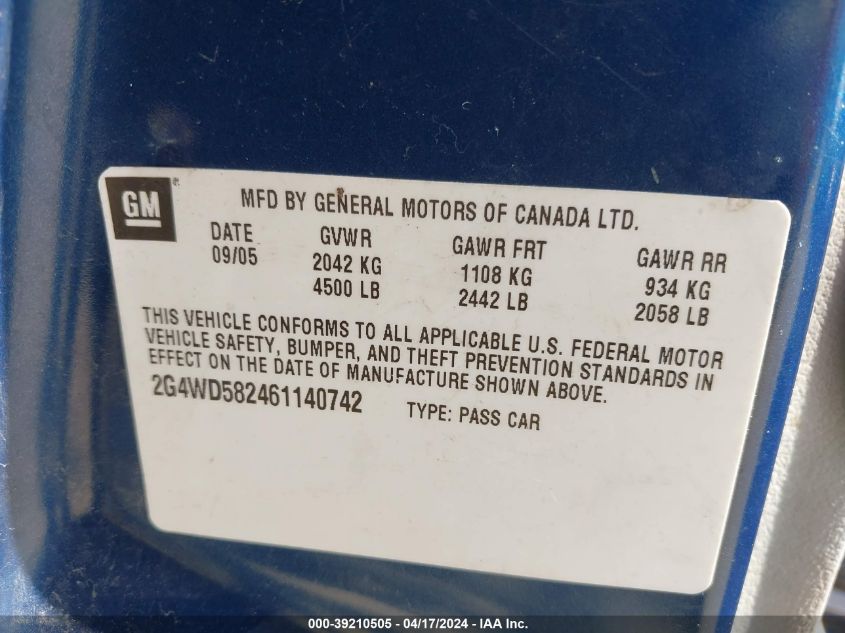 GM®
MFD BY GENERAL MOTORS OF CANADA LTD.
DATE GVWR GAWR FRT GAWR RR
09/05 2042 KG 1108 KG 934 KG
4500 LB 2442 LB 2058 LB
THIS VEHICLE CONFORMS TO ALL APPLICABLE U.S. FEDERAL MOTOR
VEHICLE SAFETY, BUMPER, AND THEFT PREVENTION STANDARDS IN
EFFECT ON THE DATE OF MANUFACTURE SHOWN ABOVE.
2G4WD582461140742 TYPE: PASS CAR
000-39210505 - 04/17/2024 - IAA Inc.